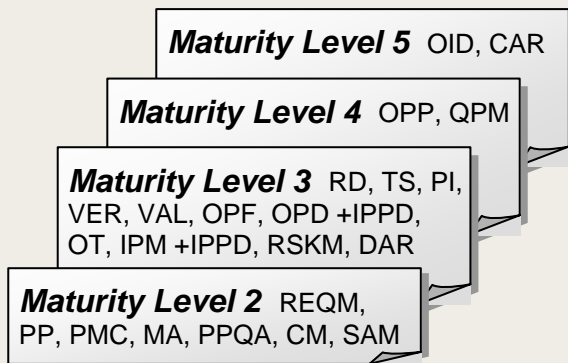 Maturity Level 5 OID, CAR
Maturity Level 4 OPP, QPM
Maturity Level 3 RD, TS, PI,
VER, VAL, OPF, OPD +IPPD,
OT, IPM +IPPD, RSKM, DAR
Maturity Level 2 REQM,
PP, PMC, MA, PPQA, CM, SAM